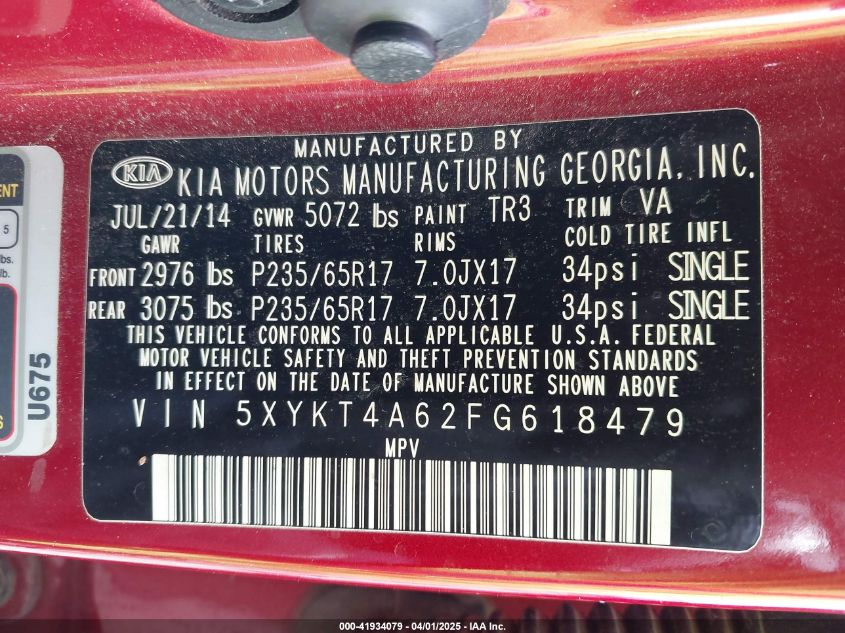 MANUFACTURED BY
KIA KIA MOTORS MANUFACTURING GEORGIA, INC.
JUL/21/14 GVWR 5072 lbs PAINT TR3 TRIM VA
GAWR TIRES RIMS COLD TIRE INFL
FRONT 2976 lbs P235/65R17 7.0JX17 34psi SINGLE
REAR 3075 lbs P235/65R17 7.0JX17 34psi SINGLE
THIS VEHICLE CONFORMS TO ALL APPLICABLE U.S.A. FEDERAL
MOTOR VEHICLE SAFETY AND THEFT PREVENTION STANDARDS
IN EFFECT ON THE DATE OF MANUFACTURE SHOWN ABOVE
VIN 5XYKT4A62FG618479
MPV
5
lb.
U675
000-41934079 - 04/01/2025 - IAA Inc.